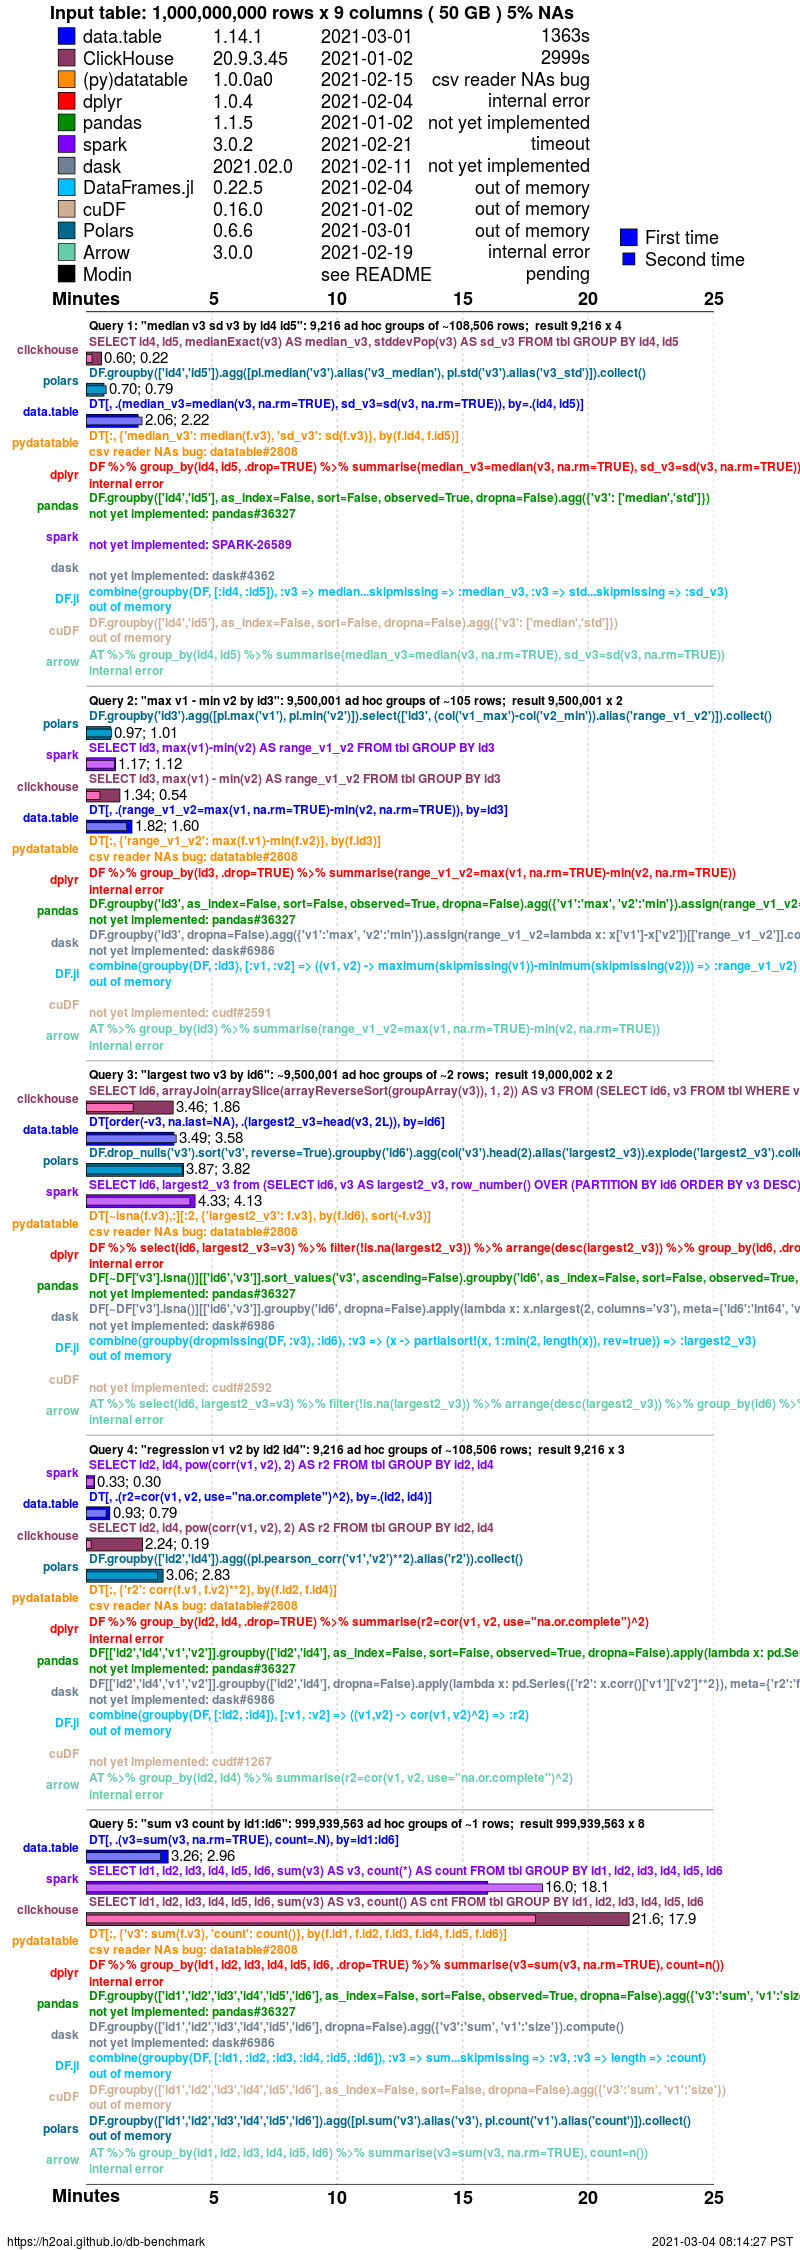 Input table: 1,000,000,000 rows x 9 columns ( 50 GB ) 5% NAs
data.table 1.14.1 2021-03-01 1363s
ClickHouse 20.9.3.45 2021-01-02 2999s
(py)datatable 1.0.0a0 2021-02-15 csv reader NAs bug
dplyr 1.0.4 2021-02-04 internal error
pandas 1.1.5 2021-01-02 not yet implemented
spark 3.0.2 2021-02-21 timeout
dask 2021.02.0 2021-02-11 not yet implemented
DataFrames.jl 0.22.5 2021-02-04 out of memory
cuDF 0.16.0 2021-01-02 out of memory
Polars 0.6.6 2021-03-01 out of memory
Arrow 3.0.0 2021-02-19 internal error
Modin see README pending
First time
Second time
Minutes 5 10 15 20 25
Query 1: "median v3 sd v3 by id4 id5": 9,216 ad hoc groups of ~108,506 rows; result 9,216 x 4
clickhouse SELECT id4, id5, medianExact(v3) AS median_v3, stddevPop(v3) AS sd_v3 FROM tbl GROUP BY id4, id5
0.60; 0.22
polars DF.groupby(['id4','id5']).agg([pl.median('v3').alias('v3_median'), pl.std('v3').alias('v3_std')]).collect()
0.70; 0.79
data.table DT[, .(median_v3=median(v3, na.rm=TRUE), sd_v3=sd(v3, na.rm=TRUE)), by=.(id4, id5)]
2.06; 2.22
pydatatable DT[:, {'median_v3': median(f.v3), 'sd_v3': sd(f.v3)}, by(f.id4, f.id5)]
csv reader NAs bug: datatable#2808
dplyr DF %>% group_by(id4, id5, .drop=TRUE) %>% summarise(median_v3=median(v3, na.rm=TRUE), sd_v3=sd(v3, na.rm=TRUE))
internal error
pandas DF.groupby(['id4','id5'], as_index=False, sort=False, observed=True, dropna=False).agg({'v3': ['median','std']})
not yet implemented: pandas#36327
spark
not yet implemented: SPARK-26589
dask
not yet implemented: dask#4362
DF.jl combine(groupby(DF, [:id4, :id5]), :v3 => median...skipmissing => :median_v3, :v3 => std...skipmissing => :sd_v3)
out of memory
cuDF DF.groupby(['id4','id5'], as_index=False, sort=False, dropna=False).agg({'v3': ['median','std']})
out of memory
arrow AT %>% group_by(id4, id5) %>% summarise(median_v3=median(v3, na.rm=TRUE), sd_v3=sd(v3, na.rm=TRUE))
internal error
Query 2: "max v1 - min v2 by id3": 9,500,001 ad hoc groups of ~105 rows; result 9,500,001 x 2
polars DF.groupby('id3').agg([pl.max('v1'), pl.min('v2')]).select(['id3', (col('v1_max')-col('v2_min')).alias('range_v1_v2')]).collect()
0.97; 1.01
spark SELECT id3, max(v1)-min(v2) AS range_v1_v2 FROM tbl GROUP BY id3
1.17; 1.12
clickhouse SELECT id3, max(v1) - min(v2) AS range_v1_v2 FROM tbl GROUP BY id3
1.34; 0.54
data.table DT[, .(range_v1_v2=max(v1, na.rm=TRUE)-min(v2, na.rm=TRUE)), by=id3]
1.82; 1.60
pydatatable DT[:, {'range_v1_v2': max(f.v1)-min(f.v2)}, by(f.id3)]
csv reader NAs bug: datatable#2808
dplyr DF %>% group_by(id3, .drop=TRUE) %>% summarise(range_v1_v2=max(v1, na.rm=TRUE)-min(v2, na.rm=TRUE))
internal error
pandas DF.groupby('id3', as_index=False, sort=False, observed=True, dropna=False).agg({'v1':'max', 'v2':'min'}).assign(range_v1_v2=
not yet implemented: pandas#36327
dask DF.groupby('id3', dropna=False).agg({'v1':'max', 'v2':'min'}).assign(range_v1_v2=lambda x: x['v1']-x['v2'])[['range_v1_v2']].co
not yet implemented: dask#6986
DF.jl combine(groupby(DF, :id3), [:v1, :v2] => ((v1, v2) -> maximum(skipmissing(v1))-minimum(skipmissing(v2))) => :range_v1_v2)
out of memory
cuDF
not yet implemented: cudf#2591
arrow AT %>% group_by(id3) %>% summarise(range_v1_v2=max(v1, na.rm=TRUE)-min(v2, na.rm=TRUE))
internal error
Query 3: "largest two v3 by id6": ~9,500,001 ad hoc groups of ~2 rows; result 19,000,002 x 2
clickhouse SELECT id6, arrayJoin(arraySlice(arrayReverseSort(groupArray(v3)), 1, 2)) AS v3 FROM (SELECT id6, v3 FROM tbl WHERE v
3.46; 1.86
data.table DT[order(-v3, na.last=NA), .(largest2_v3=head(v3, 2L)), by=id6]
3.49; 3.58
polars DF.drop_nulls('v3').sort('v3', reverse=True).groupby('id6').agg(col('v3').head(2).alias('largest2_v3')).explode('largest2_v3').colle
3.87; 3.82
spark SELECT id6, largest2_v3 from (SELECT id6, v3 AS largest2_v3, row_number() OVER (PARTITION BY id6 ORDER BY v3 DESC)
4.33; 4.13
pydatatable DT[~isna(f.v3),:][:2, {'largest2_v3': f.v3}, by(f.id6), sort(-f.v3)]
csv reader NAs bug: datatable#2808
dplyr DF %>% select(id6, largest2_v3=v3) %>% filter(!is.na(largest2_v3)) %>% arrange(desc(largest2_v3)) %>% group_by(id6, .dro
internal error
pandas DF[~DF['v3'].isna()][['id6','v3']].sort_values('v3', ascending=False).groupby('id6', as_index=False, sort=False, observed=True,
not yet implemented: pandas#36327
dask DF[~DF['v3'].isna()][['id6','v3']].groupby('id6', dropna=False).apply(lambda x: x.nlargest(2, columns='v3'), meta={'id6':'Int64', 'v
not yet implemented: dask#6986
DF.jl combine(groupby(dropmissing(DF, :v3), :id6), :v3 => (x -> partialsort!(x, 1:min(2, length(x)), rev=true)) => :largest2_v3)
out of memory
cuDF
not yet implemented: cudf#2592
arrow AT %>% select(id6, largest2_v3=v3) %>% filter(!is.na(largest2_v3)) %>% arrange(desc(largest2_v3)) %>% group_by(id6) %>%
internal error
Query 4: "regression v1 v2 by id2 id4": 9,216 ad hoc groups of ~108,506 rows; result 9,216 x 3
spark SELECT id2, id4, pow(corr(v1, v2), 2) AS r2 FROM tbl GROUP BY id2, id4
0.33; 0.30
data.table DT[, .(r2=cor(v1, v2, use="na.or.complete")^2), by=.(id2, id4)]
0.93; 0.79
clickhouse SELECT id2, id4, pow(corr(v1, v2), 2) AS r2 FROM tbl GROUP BY id2, id4
2.24; 0.19
polars DF.groupby(['id2','id4']).agg((pl.pearson_corr('v1','v2')**2).alias('r2')).collect()
3.06; 2.83
pydatatable DT[:, {'r2': corr(f.v1, f.v2)**2}, by(f.id2, f.id4)]
csv reader NAs bug: datatable#2808
dplyr DF %>% group_by(id2, id4, .drop=TRUE) %>% summarise(r2=cor(v1, v2, use="na.or.complete")^2)
internal error
pandas DF[['id2','id4','v1','v2']].groupby(['id2','id4'], as_index=False, sort=False, observed=True, dropna=False).apply(lambda x: pd.Se
not yet implemented: pandas#36327
dask DF[['id2','id4','v1','v2']].groupby(['id2','id4'], dropna=False).apply(lambda x: pd.Series({'r2': x.corr()['v1']['v2']**2}), meta={'r2':'f
not yet implemented: dask#6986
DF.jl combine(groupby(DF, [:id2, :id4]), [:v1, :v2] => ((v1,v2) -> cor(v1, v2)^2) => :r2)
out of memory
cuDF
not yet implemented: cudf#1267
arrow AT %>% group_by(id2, id4) %>% summarise(r2=cor(v1, v2, use="na.or.complete")^2)
internal error
Query 5: "sum v3 count by id1:id6": 999,939,563 ad hoc groups of ~1 rows; result 999,939,563 x 8
data.table DT[, .(v3=sum(v3, na.rm=TRUE), count=.N), by=id1:id6]
3.26; 2.96
spark SELECT id1, id2, id3, id4, id5, id6, sum(v3) AS v3, count(*) AS count FROM tbl GROUP BY id1, id2, id3, id4, id5, id6
16.0; 18.1
clickhouse SELECT id1, id2, id3, id4, id5, id6, sum(v3) AS v3, count() AS cnt FROM tbl GROUP BY id1, id2, id3, id4, id5, id6
21.6; 17.9
pydatatable DT[:, {'v3': sum(f.v3), 'count': count()}, by(f.id1, f.id2, f.id3, f.id4, f.id5, f.id6)]
csv reader NAs bug: datatable#2808
dplyr DF %>% group_by(id1, id2, id3, id4, id5, id6, .drop=TRUE) %>% summarise(v3=sum(v3, na.rm=TRUE), count=n())
internal error
pandas DF.groupby(['id1','id2','id3','id4','id5','id6'], as_index=False, sort=False, observed=True, dropna=False).agg({'v3':'sum', 'v1':'size
not yet implemented: pandas#36327
dask DF.groupby(['id1','id2','id3','id4','id5','id6'], dropna=False).agg({'v3':'sum', 'v1':'size'}).compute()
not yet implemented: dask#6986
DF.jl combine(groupby(DF, [:id1, :id2, :id3, :id4, :id5, :id6]), :v3 => sum...skipmissing => :v3, :v3 => length => :count)
out of memory
cuDF DF.groupby(['id1','id2','id3','id4','id5','id6'], as_index=False, sort=False, dropna=False).agg({'v3':'sum', 'v1':'size'})
out of memory
polars DF.groupby(['id1','id2','id3','id4','id5','id6']).agg([pl.sum('v3').alias('v3'), pl.count('v1').alias('count')]).collect()
out of memory
arrow AT %>% group_by(id1, id2, id3, id4, id5, id6) %>% summarise(v3=sum(v3, na.rm=TRUE), count=n())
internal error
Minutes 5 10 15 20 25
https://h2oai.github.io/db-benchmark 2021-03-04 08:14:27 PST